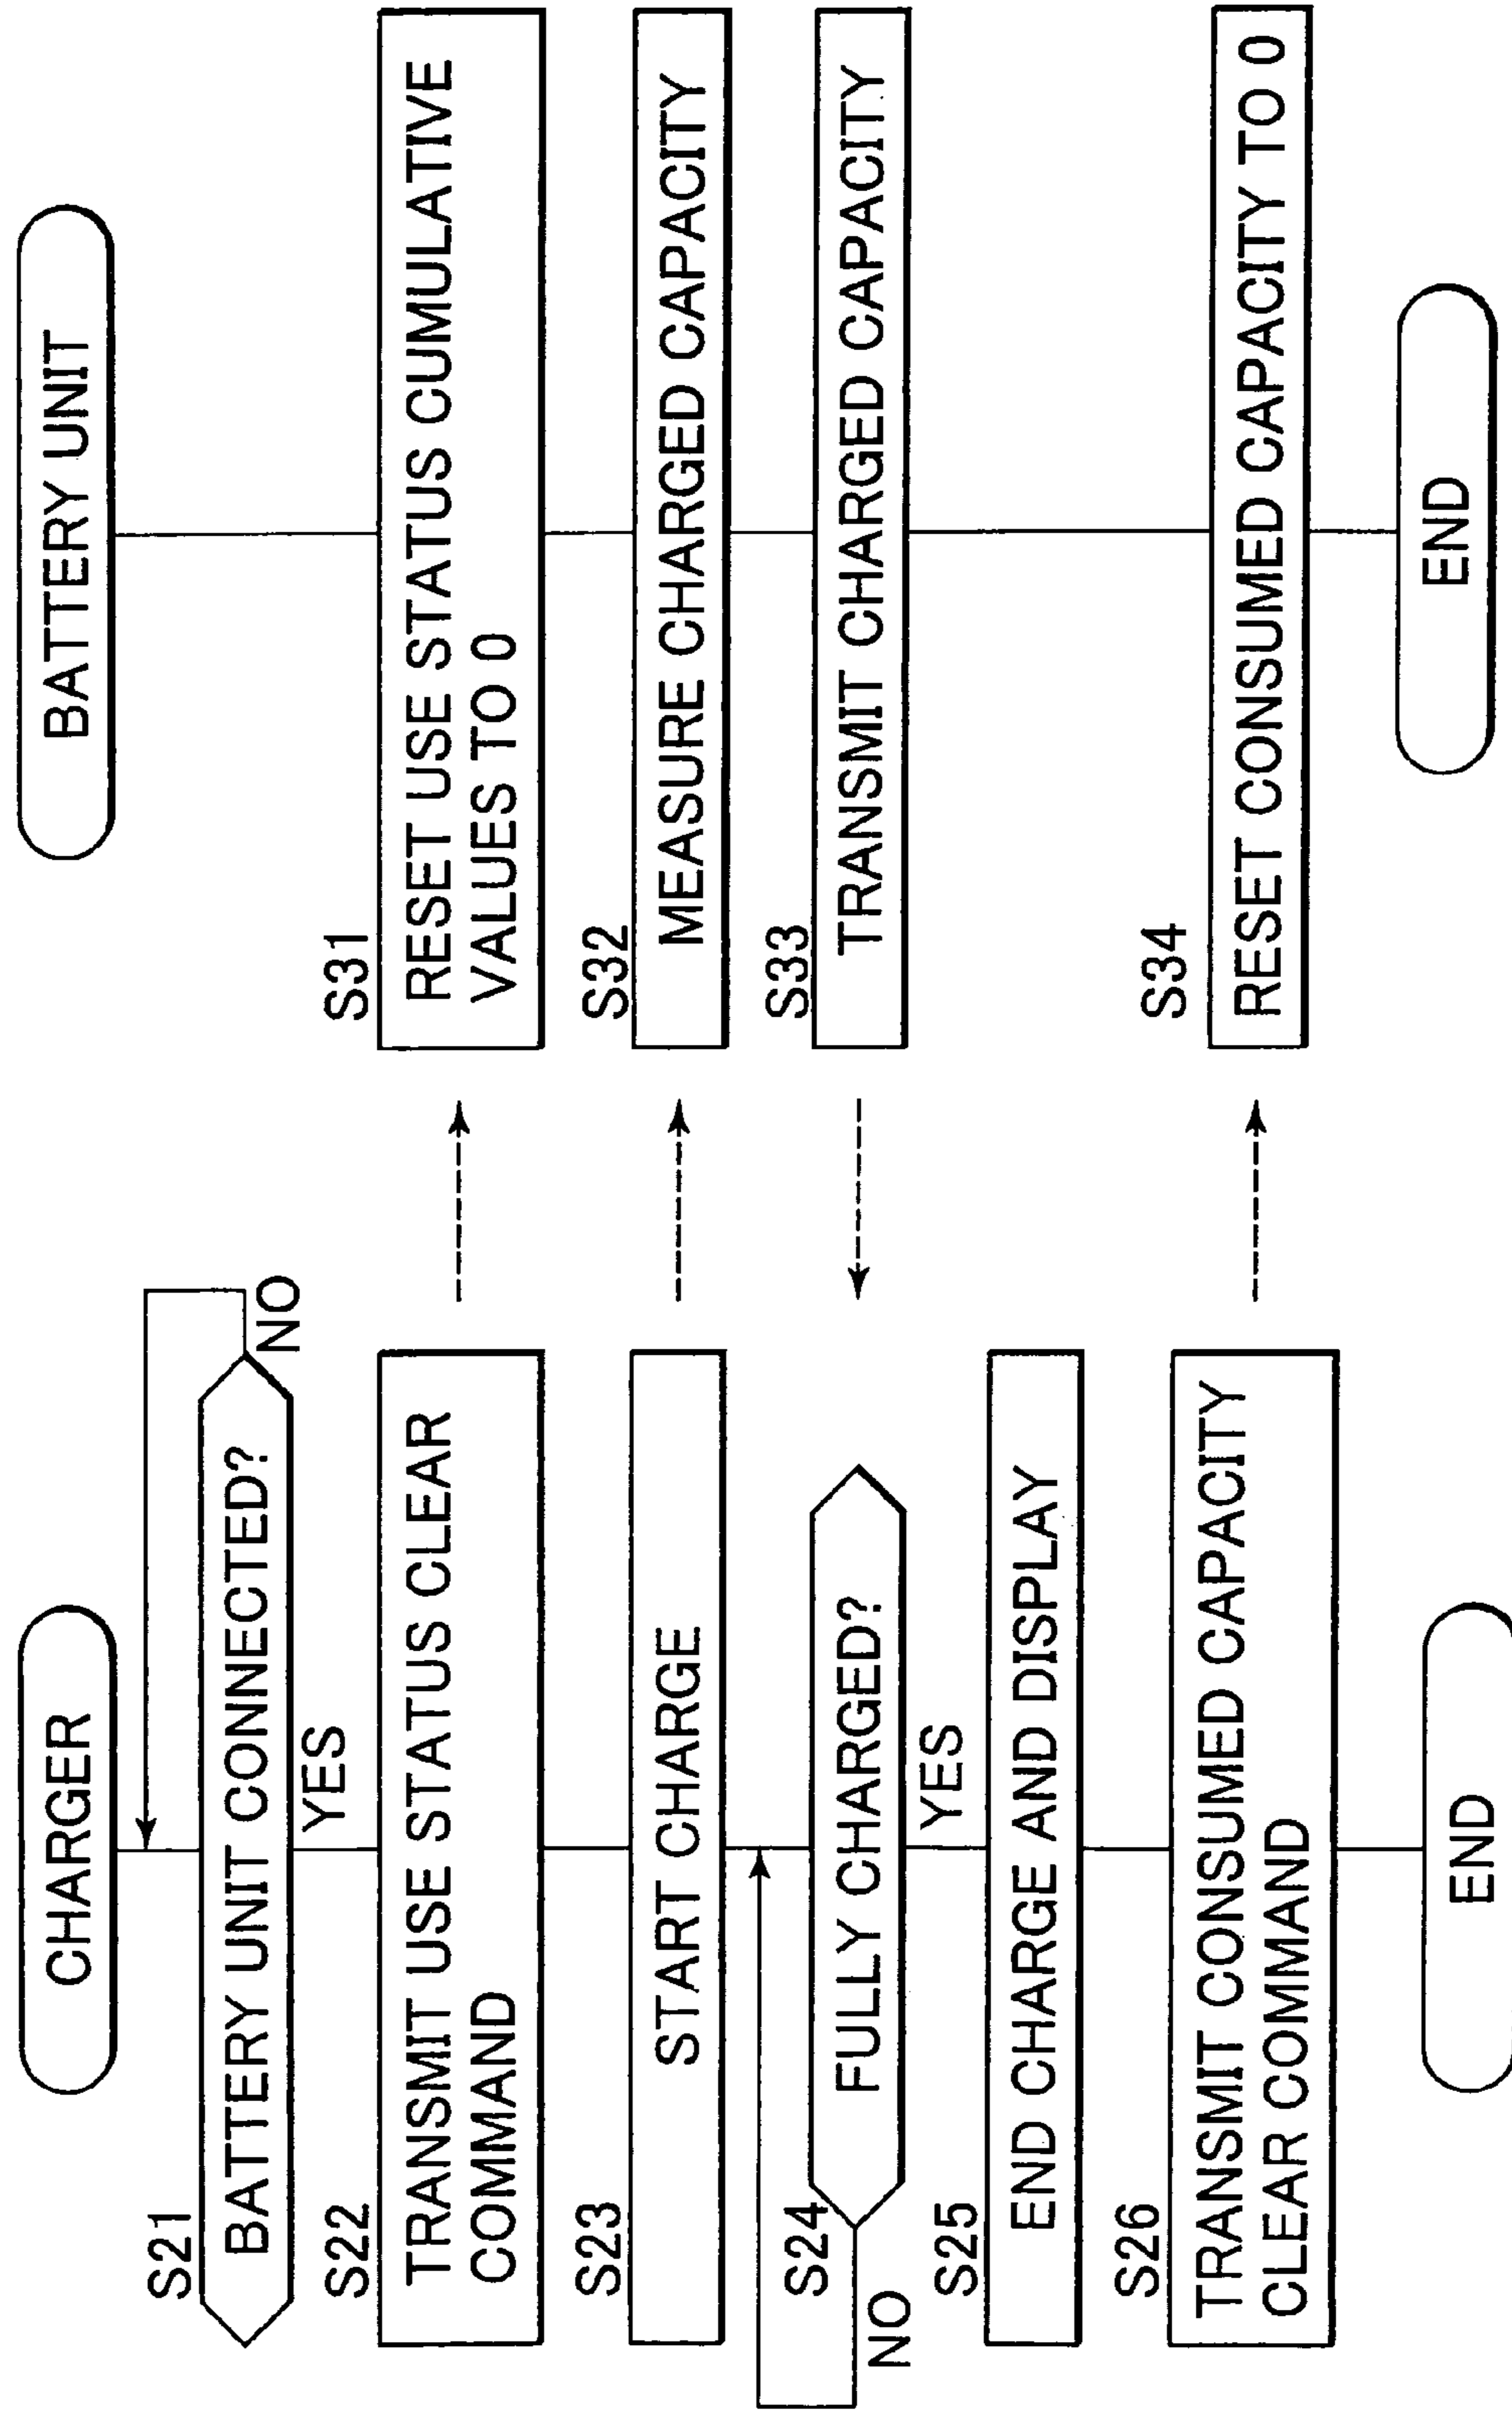 CHARGER
S21
BATTERY UNIT CONNECTED?
NO
YES
S22
TRANSMIT USE STATUS CLEAR
COMMAND
S23
START CHARGE
S24
FULLY CHARGED?
NO
YES
S25
END CHARGE AND DISPLAY
S26
TRANSMIT CONSUMED CAPACITY
CLEAR COMMAND
END
BATTERY UNIT
S31
RESET USE STATUS CUMULATIVE
VALUES TO 0
S32
MEASURE CHARGED CAPACITY
S33
TRANSMIT CHARGED CAPACITY
S34
RESET CONSUMED CAPACITY TO 0
END